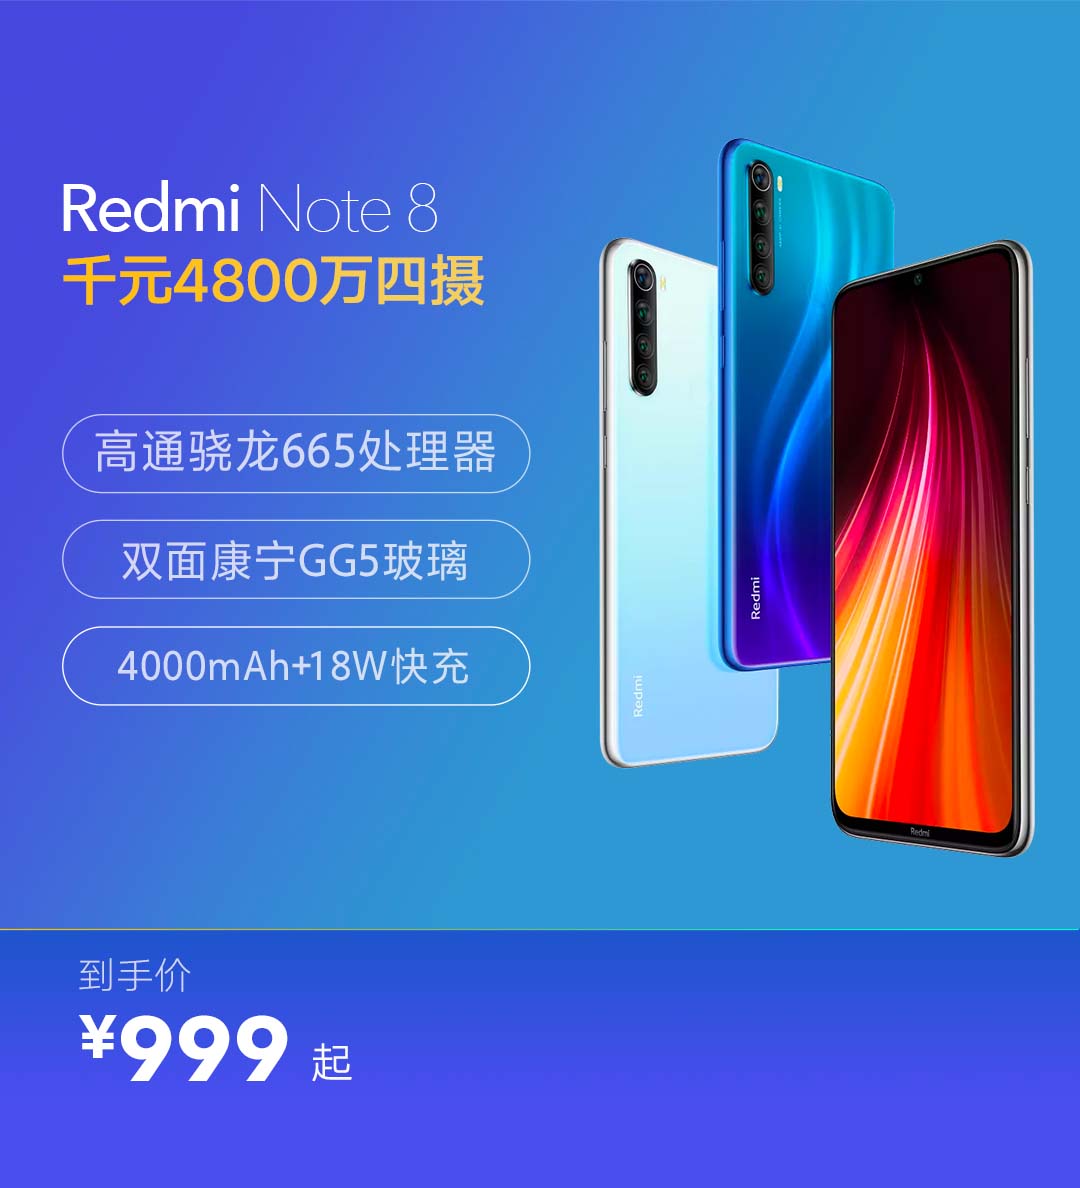 Redmi Note 8
千元4800万四摄
高通骁龙665处理器
双面康宁GG5玻璃
4000mAh+18W快充
Redmi
Redmi
Redmi
到手价
¥999 起